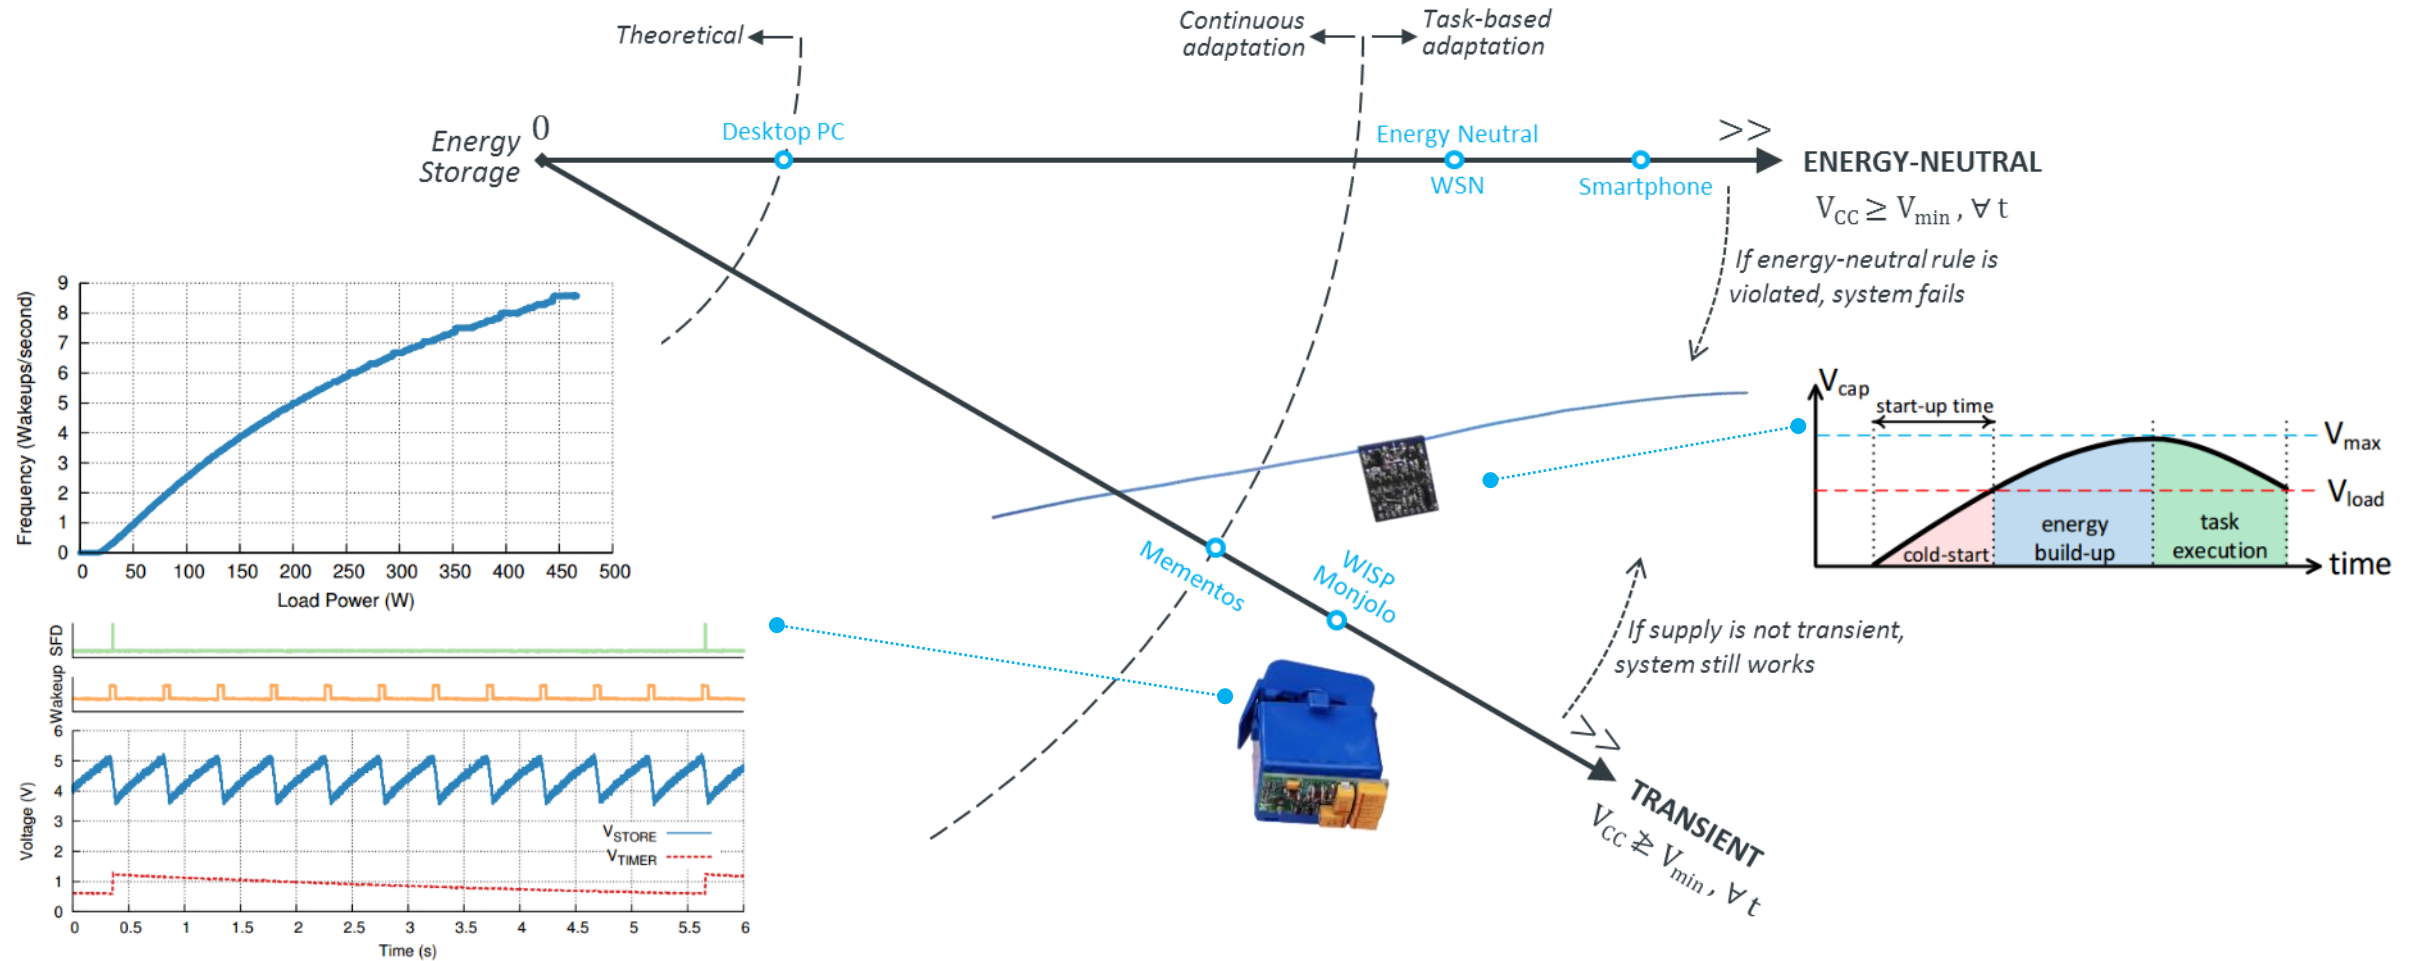 Theoretical
Continuous
adaptation
Task-based
adaptation
Energy
Storage
0
Desktop PC
Energy Neutral
WSN
Smartphone
>>
ENERGY-NEUTRAL
V_CC ≥ V_min , ∀ t
If energy-neutral rule is
violated, system fails
9
8
7
6
5
4
3
2
1
0
Frequency (Wakeups/second)
0 50 100 150 200 250 300 350 400 450 500
Load Power (W)
V_cap
start-up time
V_max
V_load
cold-start
energy
build-up
task
execution
time
Mementos
WISP
Monjolo
If supply is not transient,
system still works
>>
TRANSIENT
V_CC ≱ V_min , ∀ t
SFD
Wakeup
6
5
4
3
2
1
0
Voltage (V)
V_STORE
V_TIMER
0 0.5 1 1.5 2 2.5 3 3.5 4 4.5 5 5.5 6
Time (s)